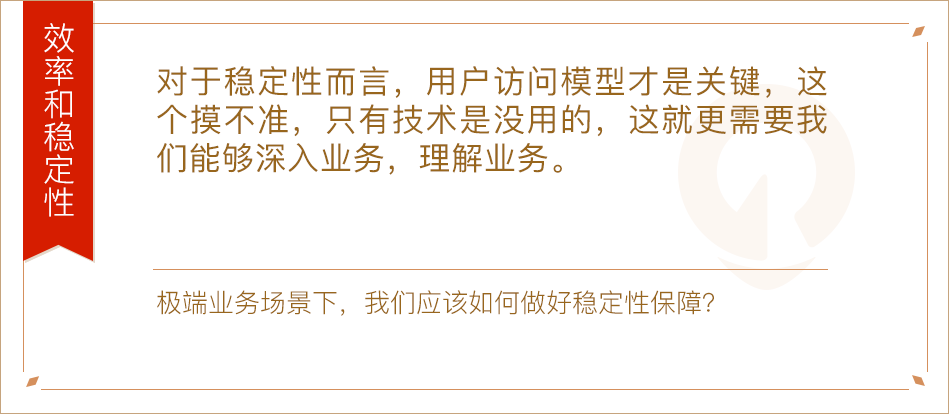 效率和稳定性
对于稳定性而言，用户访问模型才是关键，这
个摸不准，只有技术是没用的，这就更需要我
们能够深入业务，理解业务。
极端业务场景下，我们应该如何做好稳定性保障？